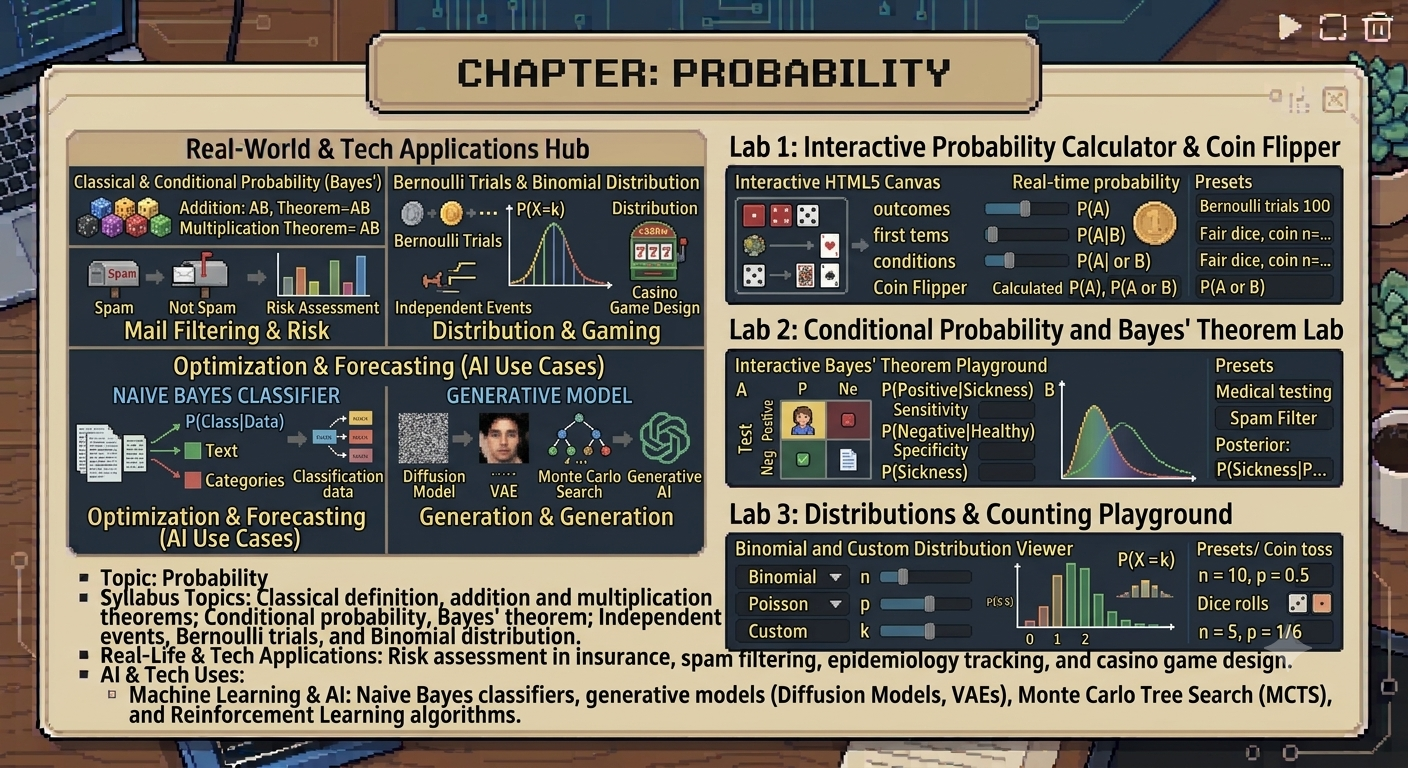 CHAPTER: PROBABILITY
Real-World & Tech Applications Hub
Classical & Conditional Probability (Bayes')
Addition: AB, Theorem=AB
Multiplication Theorem= AB
Spam
Spam
Not Spam
Risk Assessment
Mail Filtering & Risk
Bernoulli Trials & Binomial Distribution
P(X=k)
Distribution
Bernoulli Trials
777
Independent Events
Casino
Game Design
Distribution & Gaming
Optimization & Forecasting (AI Use Cases)
NAIVE BAYES CLASSIFIER
P(Class|Data)
Text
Categories
Classification
data
Optimization & Forecasting
(AI Use Cases)
GENERATIVE MODEL
Diffusion
Model
VAE
Monte Carlo
Search
Generative
AI
Generation & Generation
Topic: Probability
Syllabus Topics: Classical definition, addition and multiplication
theorems; Conditional probability, Bayes' theorem; Independent
events, Bernoulli trials, and Binomial distribution.
Real-Life & Tech Applications: Risk assessment in insurance, spam filtering, epidemiology tracking, and casino game design.
AI & Tech Uses:
Machine Learning & AI: Naive Bayes classifiers, generative models (Diffusion Models, VAEs), Monte Carlo Tree Search (MCTS),
and Reinforcement Learning algorithms.
Lab 1: Interactive Probability Calculator & Coin Flipper
Interactive HTML5 Canvas
outcomes
first tems
conditions
Coin Flipper
Real-time probability
P(A)
P(A|B)
P(A| or B)
1
Calculated P(A), P(A or B)
Presets
Bernoulli trials 100
Fair dice, coin n=...
Fair dice, coin n=...
P(A or B)
Lab 2: Conditional Probability and Bayes' Theorem Lab
Interactive Bayes' Theorem Playground
A
P
Ne
Test
Postive
Neg
P(Positive|Sickness)
Sensitivity
P(Negative|Healthy)
Specificity
P(Sickness)
B
Presets
Medical testing
Spam Filter
Posterior:
P(Sickness|P...
Lab 3: Distributions & Counting Playground
Binomial and Custom Distribution Viewer
Binomial
Poisson
Custom
n
p
k
P(X=k)
0 1 2
Presets/ Coin toss
n = 10, p = 0.5
Dice rolls
n = 5, p = 1/6